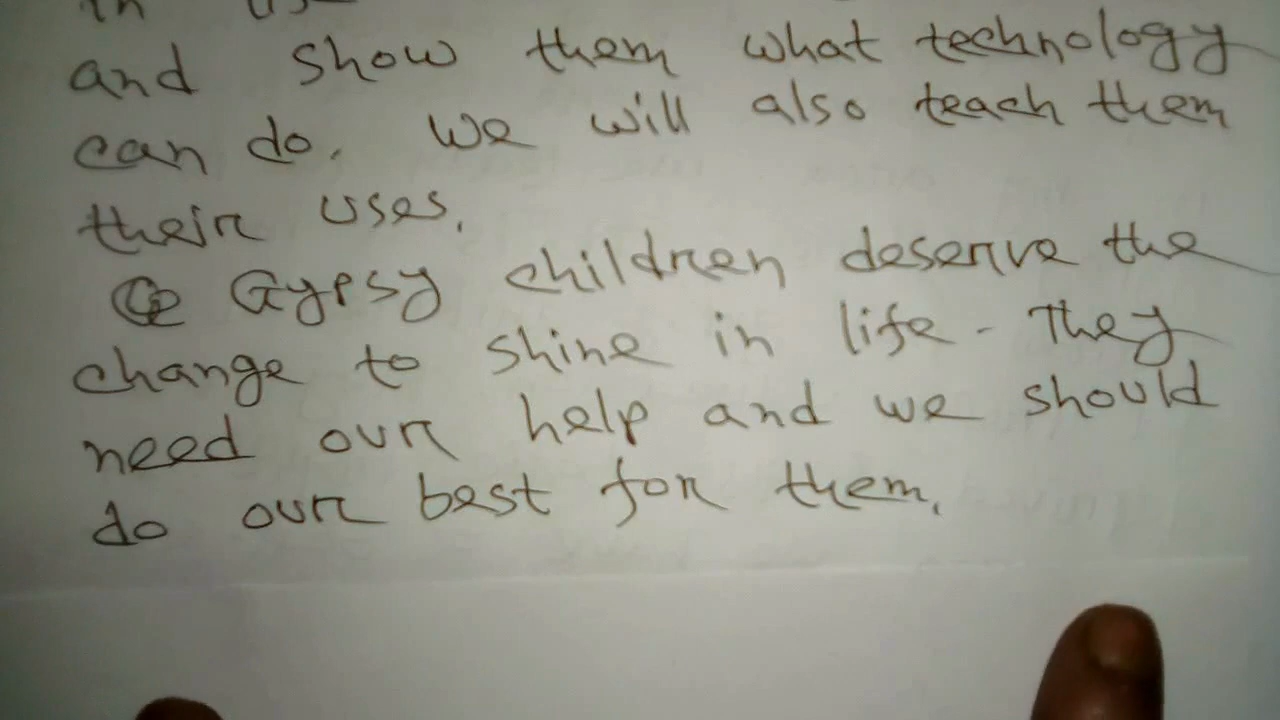 in
and show them what technology
can do. We will also teach them
their uses.
Gypsy children deserve the
change to shine in life. They
need our help and we should
do our best for them.